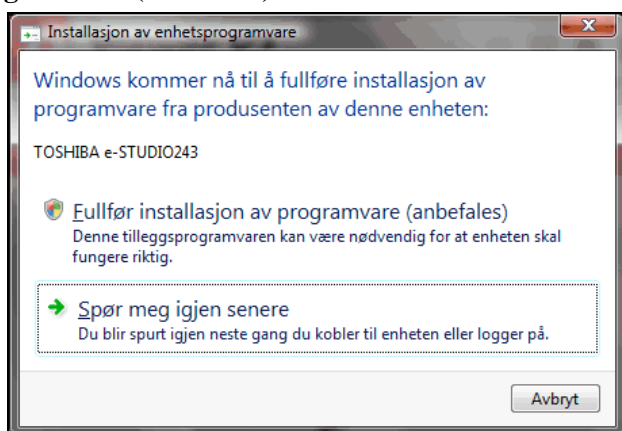 Installasjon av enhetsprogramvare
Windows kommer nå til å fullføre installasjon av
programvare fra produsenten av denne enheten:
TOSHIBA e-STUDIO243
Fullfør installasjon av programvare (anbefales)
Denne tilleggsprogramvaren kan være nødvendig for at enheten skal
fungere riktig.
Spør meg igjen senere
Du blir spurt igjen neste gang du kobler til enheten eller logger på.
Avbryt